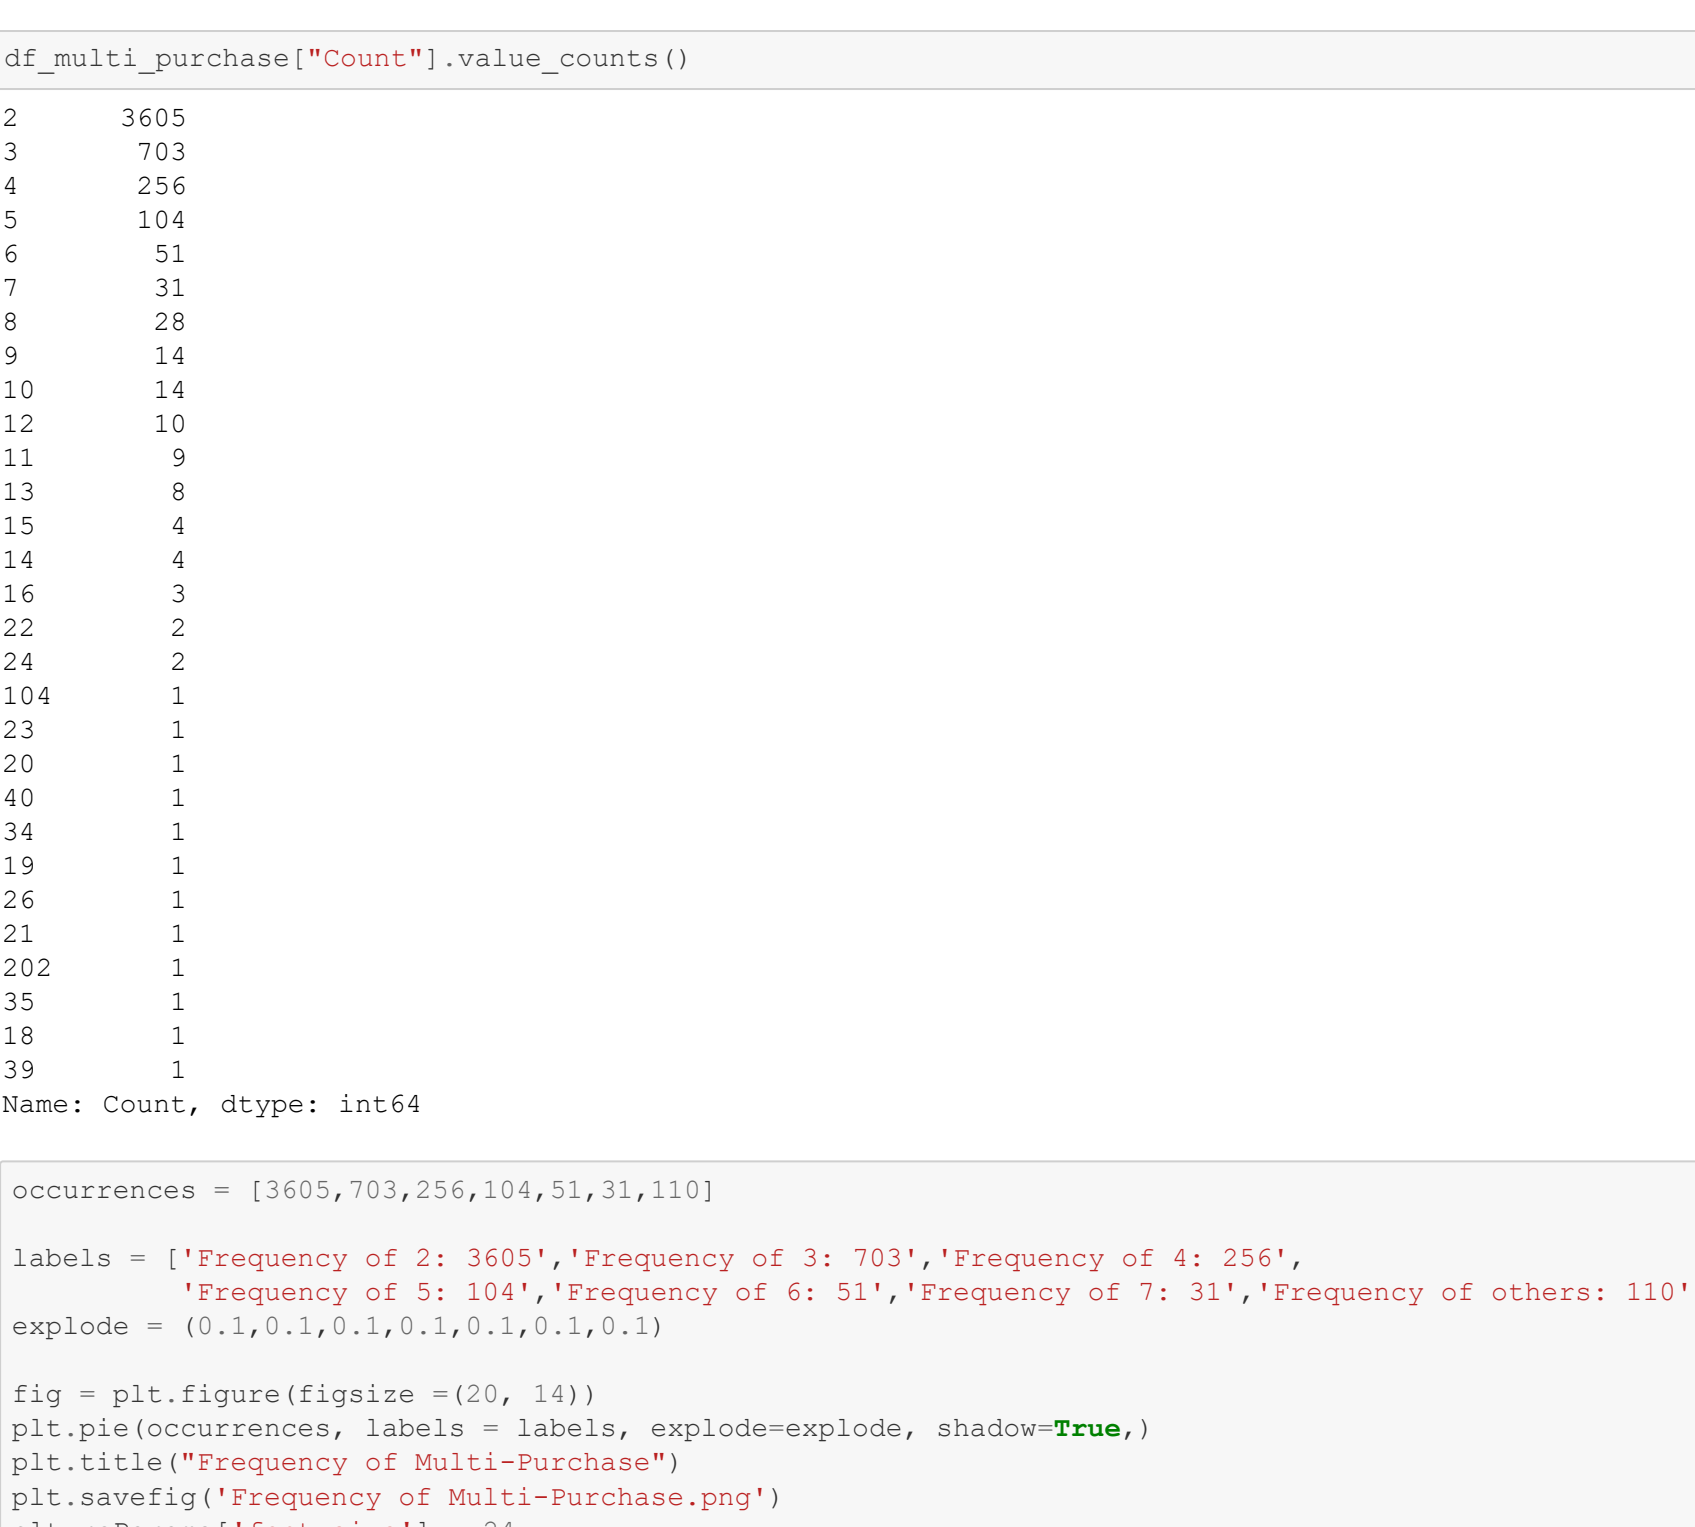 df_multi_purchase["Count"].value_counts()
2 3605
3 703
4 256
5 104
6 51
7 31
8 28
9 14
10 14
12 10
11 9
13 8
15 4
14 4
16 3
22 2
24 2
104 1
23 1
20 1
40 1
34 1
19 1
26 1
21 1
202 1
35 1
18 1
39 1
Name: Count, dtype: int64
occurrences = [3605,703,256,104,51,31,110]
labels = ['Frequency of 2: 3605','Frequency of 3: 703','Frequency of 4: 256',
'Frequency of 5: 104','Frequency of 6: 51','Frequency of 7: 31','Frequency of others: 110'
explode = (0.1,0.1,0.1,0.1,0.1,0.1,0.1)
fig = plt.figure(figsize =(20, 14))
plt.pie(occurrences, labels = labels, explode=explode, shadow=True,)
plt.title("Frequency of Multi-Purchase")
plt.savefig('Frequency of Multi-Purchase.png')